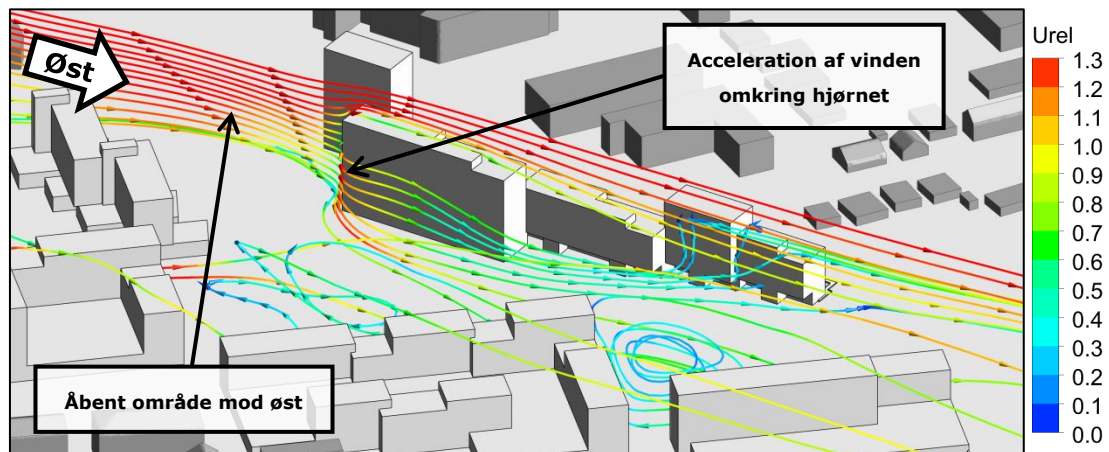 Øst
Acceleration af vinden
omkring hjørnet
Åbent område mod øst
Urel
1.3
1.2
1.1
1.0
0.9
0.8
0.7
0.6
0.5
0.4
0.3
0.2
0.1
0.0